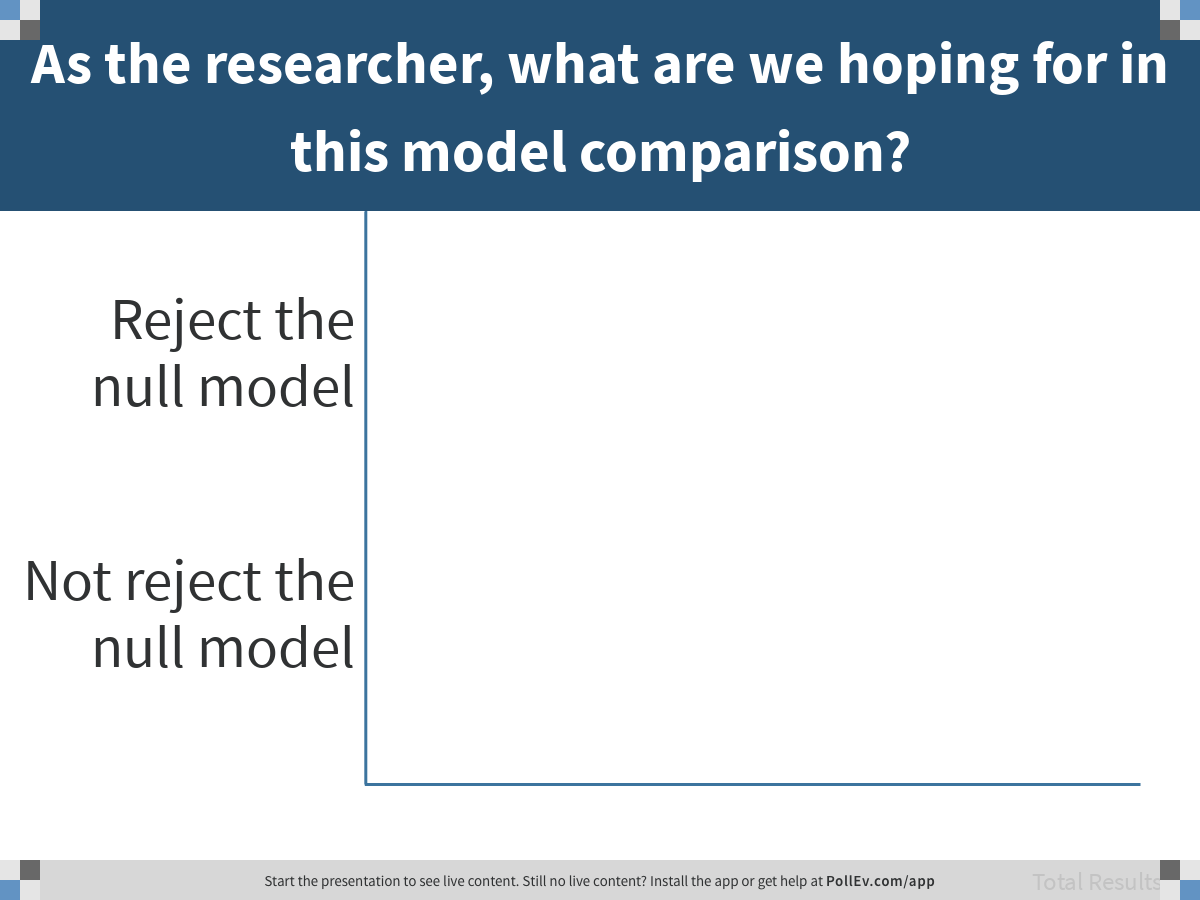 As the researcher, what are we hoping for in
this model comparison?
Reject the
null model
Not reject the
null model
Start the presentation to see live content. Still no live content? Install the app or get help at PollEv.com/app
Total Results